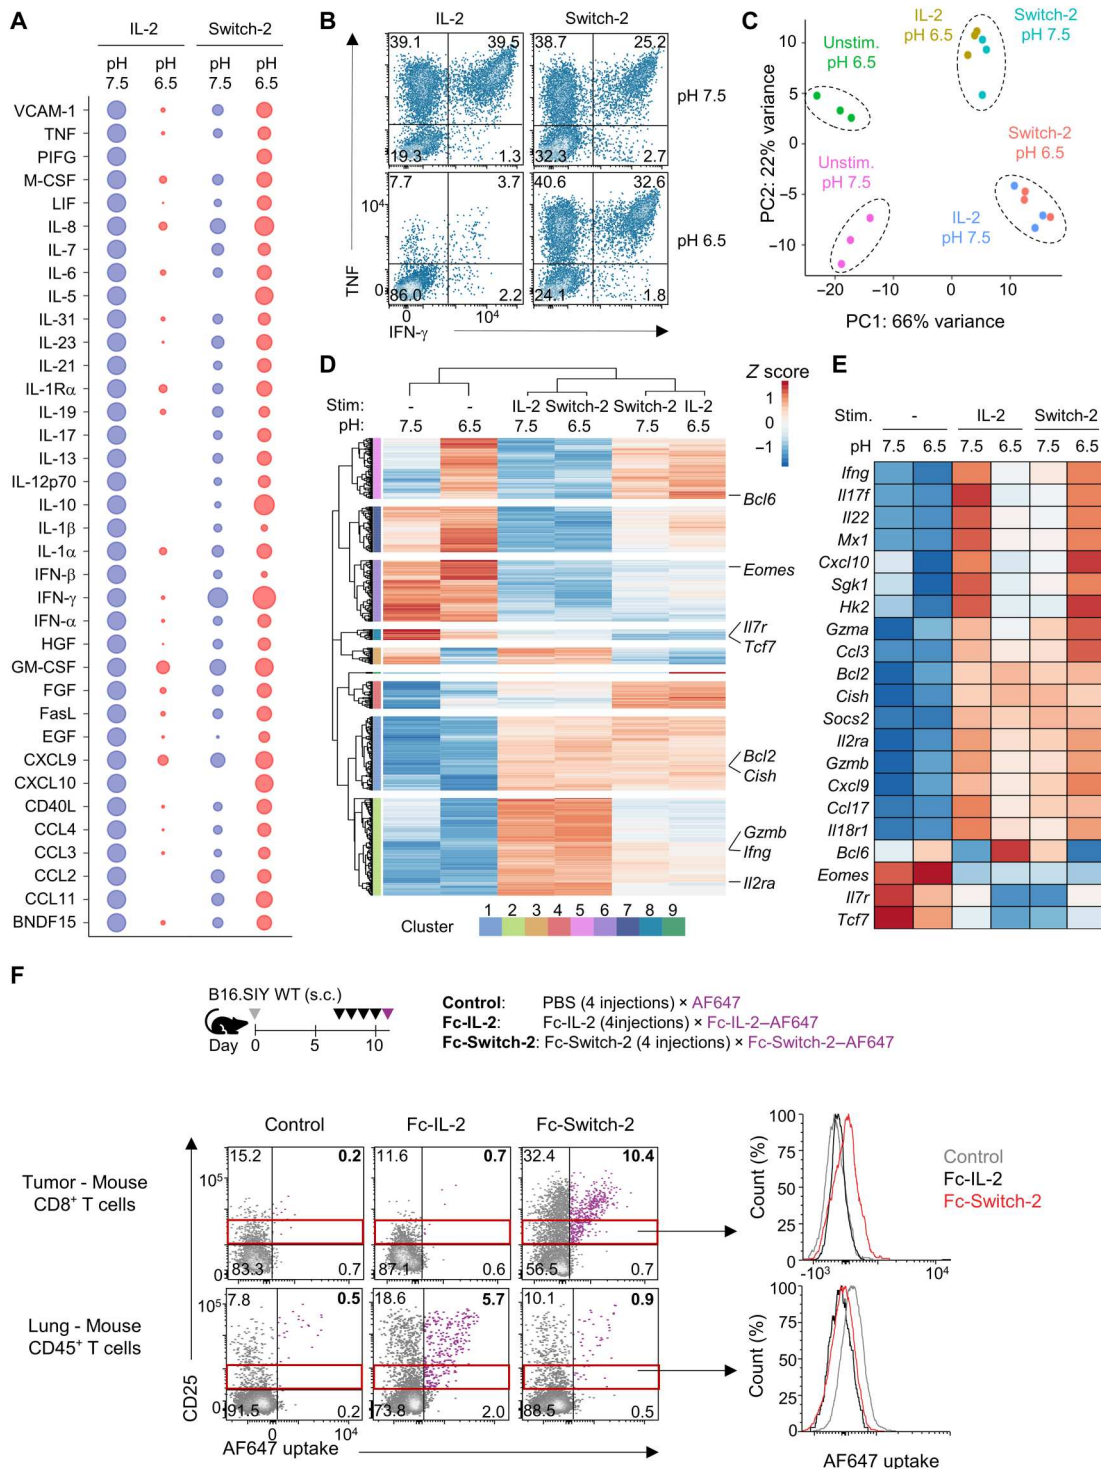 A
IL-2 Switch-2
pH pH pH pH
7.5 6.5 7.5 6.5
VCAM-1
TNF
PIFG
M-CSF
LIF
IL-8
IL-7
IL-6
IL-5
IL-31
IL-23
IL-21
IL-1Rα
IL-19
IL-17
IL-13
IL-12p70
IL-10
IL-1β
IL-1α
IFN-β
IFN-γ
IFN-α
HGF
GM-CSF
FGF
FasL
EGF
CXCL9
CXCL10
CD40L
CCL4
CCL3
CCL2
CCL11
BNDF15
B
IL-2 Switch-2
39.1 39.5 38.7 25.2
pH 7.5
19.3 1.3 32.3 2.7
7.7 3.7 40.6 32.6
10⁴
pH 6.5
TNF
0
86.0 2.2 24.1 1.8
0 10⁴
IFN-γ
C
IL-2
pH 6.5
Switch-2
pH 7.5
Unstim.
pH 6.5
Switch-2
pH 6.5
Unstim.
pH 7.5
IL-2
pH 7.5
PC2: 22% variance
10
5
0
−5
−10
−20 −10 0 10
PC1: 66% variance
D
Z score
1
0
−1
Stim: - - IL-2 Switch-2 Switch-2 IL-2
pH: 7.5 6.5 7.5 6.5 7.5 6.5
Bcl6
Eomes
Il7r
Tcf7
Bcl2
Cish
Gzmb
Ifng
Il2ra
1 2 3 4 5 6 7 8 9
Cluster
E
Stim. - IL-2 Switch-2
pH 7.5 6.5 7.5 6.5 7.5 6.5
Ifng
Il17f
Il22
Mx1
Cxcl10
Sgk1
Hk2
Gzma
Ccl3
Bcl2
Cish
Socs2
Il2ra
Gzmb
Cxcl9
Ccl17
Il18r1
Bcl6
Eomes
Il7r
Tcf7
F
B16.SIY WT (s.c.)
Day 0 5 10
Control: PBS (4 injections) × AF647
Fc-IL-2: Fc-IL-2 (4injections) × Fc-IL-2–AF647
Fc-Switch-2: Fc-Switch-2 (4 injections) × Fc-Switch-2–AF647
Control Fc-IL-2 Fc-Switch-2
Tumor - Mouse
CD8⁺ T cells
15.2 0.2 11.6 0.7 32.4 10.4
10⁵
0
83.3 0.7 87.1 0.6 56.5 0.7
Lung - Mouse
CD45⁺ T cells
7.8 0.5 18.6 5.7 10.1 0.9
10⁵
0
91.5 0.2 73.8 2.0 88.5 0.5
CD25
0 10⁴
AF647 uptake
Count (%)
100
75
50
25
0
-10³ 10⁴
Control
Fc-IL-2
Fc-Switch-2
Count (%)
100
75
50
25
0
AF647 uptake